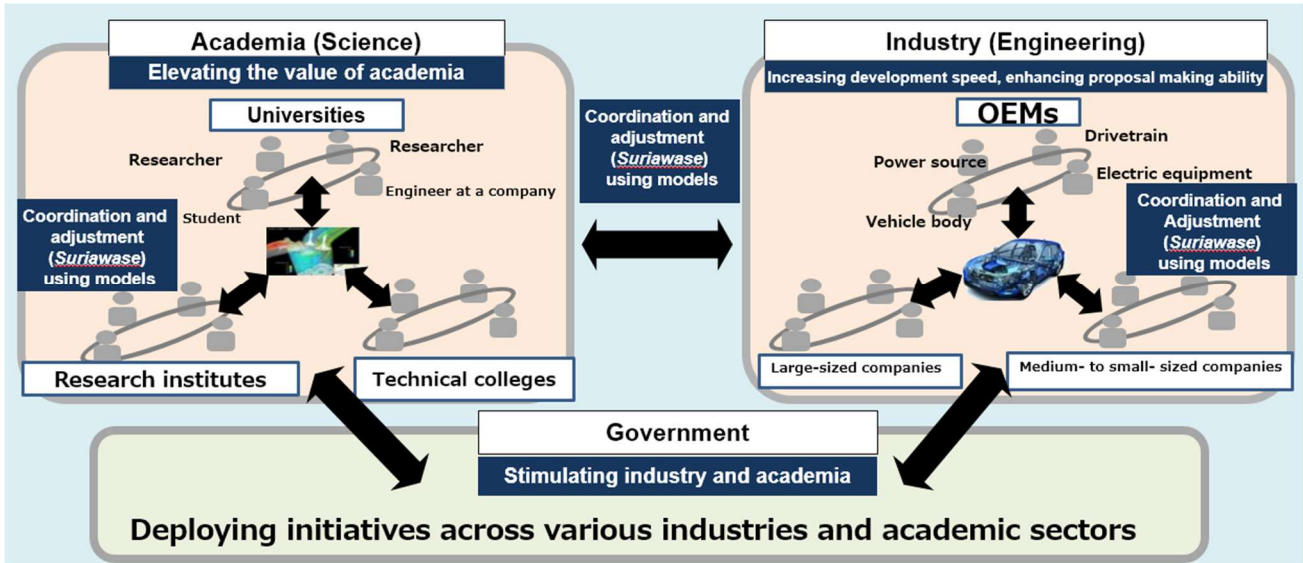 Academia (Science)
Elevating the value of academia
Universities
Researcher
Researcher
Engineer at a company
Student
Coordination and
adjustment
(Suriawase)
using models
Research institutes
Technical colleges
Coordination and
adjustment
(Suriawase)
using models
Industry (Engineering)
Increasing development speed, enhancing proposal making ability
OEMs
Drivetrain
Power source
Electric equipment
Vehicle body
Coordination and
Adjustment
(Suriawase)
using models
Large-sized companies
Medium- to small- sized companies
Government
Stimulating industry and academia
Deploying initiatives across various industries and academic sectors